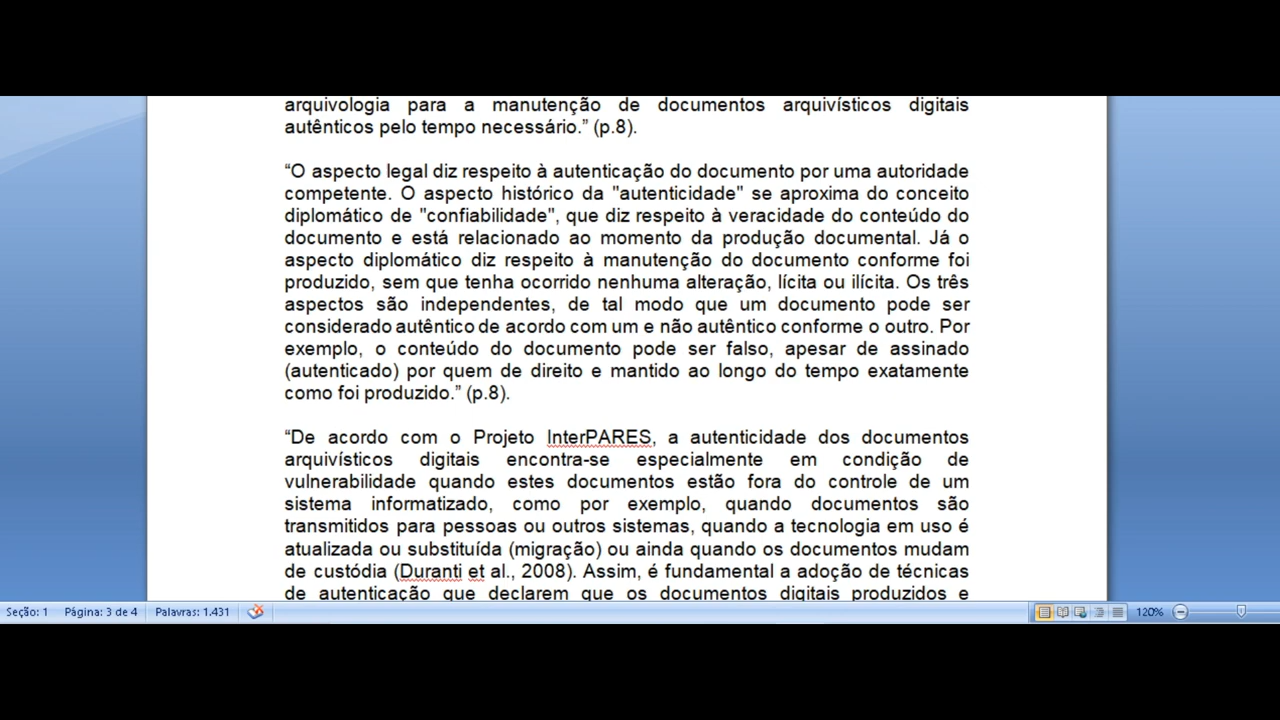 arquivologia para a manutenção de documentos arquivísticos digitais
autênticos pelo tempo necessário.” (p.8).
“O aspecto legal diz respeito à autenticação do documento por uma autoridade
competente. O aspecto histórico da "autenticidade" se aproxima do conceito
diplomático de "confiabilidade", que diz respeito à veracidade do conteúdo do
documento e está relacionado ao momento da produção documental. Já o
aspecto diplomático diz respeito à manutenção do documento conforme foi
produzido, sem que tenha ocorrido nenhuma alteração, lícita ou ilícita. Os três
aspectos são independentes, de tal modo que um documento pode ser
considerado autêntico de acordo com um e não autêntico conforme o outro. Por
exemplo, o conteúdo do documento pode ser falso, apesar de assinado
(autenticado) por quem de direito e mantido ao longo do tempo exatamente
como foi produzido.” (p.8).
“De acordo com o Projeto InterPARES, a autenticidade dos documentos
arquivísticos digitais encontra-se especialmente em condição de
vulnerabilidade quando estes documentos estão fora do controle de um
sistema informatizado, como por exemplo, quando documentos são
transmitidos para pessoas ou outros sistemas, quando a tecnologia em uso é
atualizada ou substituída (migração) ou ainda quando os documentos mudam
de custódia (Duranti et al., 2008). Assim, é fundamental a adoção de técnicas
de autenticação que declarem que os documentos digitais produzidos e
Seção: 1 Página: 3 de 4 Palavras: 1.431 120%